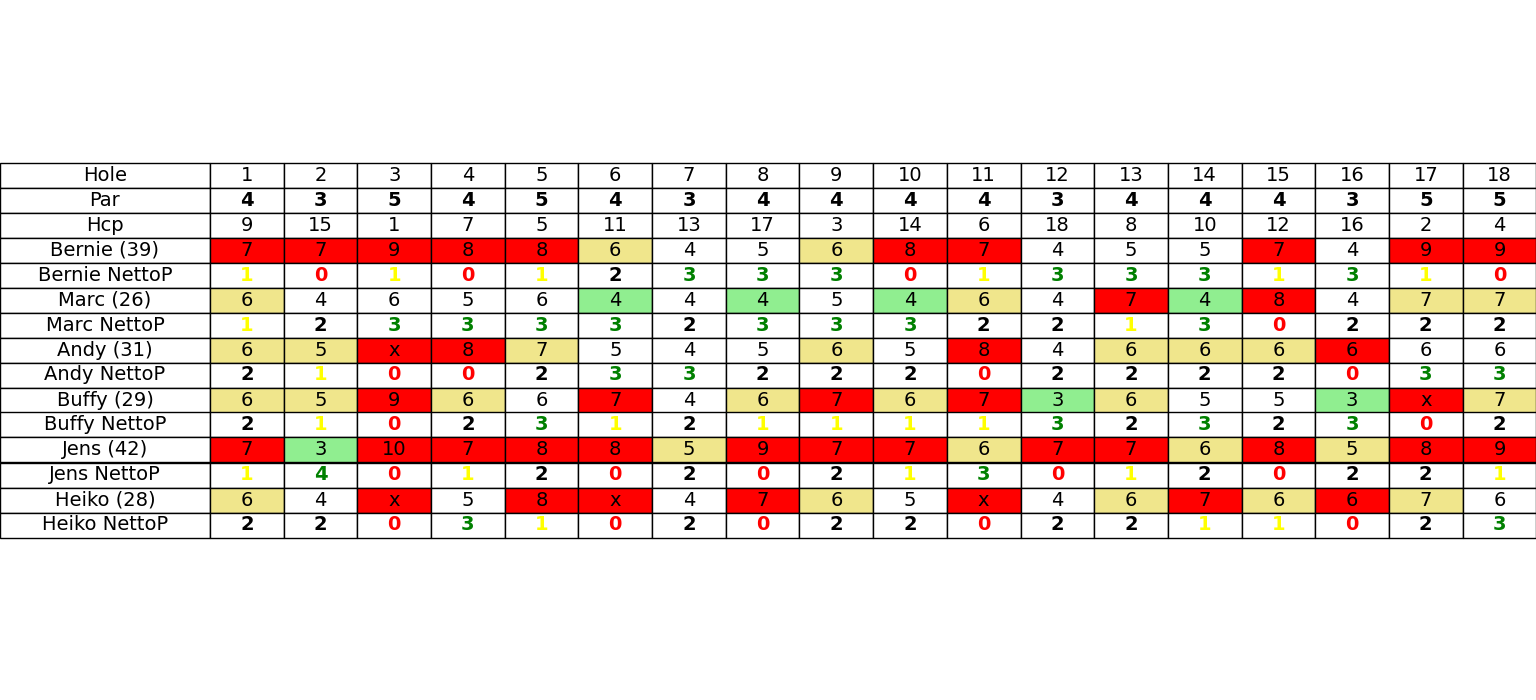 Hole 1 2 3 4 5 6 7 8 9 10 11 12 13 14 15 16 17 18
Par 4 3 5 4 5 4 3 4 4 4 4 3 4 4 4 3 5 5
Hcp 9 15 1 7 5 11 13 17 3 14 6 18 8 10 12 16 2 4
Bernie (39) 7 7 9 8 8 6 4 5 6 8 7 4 5 5 7 4 9 9
Bernie NettoP 1 0 1 0 1 2 3 3 3 0 1 3 3 3 1 3 1 0
Marc (26) 6 4 6 5 6 4 4 4 5 4 6 4 7 4 8 4 7 7
Marc NettoP 1 2 3 3 3 3 2 3 3 3 2 2 1 3 0 2 2 2
Andy (31) 6 5 x 8 7 5 4 5 6 5 8 4 6 6 6 6 6 6
Andy NettoP 2 1 0 0 2 3 3 2 2 2 0 2 2 2 2 0 3 3
Buffy (29) 6 5 9 6 6 7 4 6 7 6 7 3 6 5 5 3 x 7
Buffy NettoP 2 1 0 2 3 1 2 1 1 1 1 3 2 3 2 3 0 2
Jens (42) 7 3 10 7 8 8 5 9 7 7 6 7 7 6 8 5 8 9
Jens NettoP 1 4 0 1 2 0 2 0 2 1 3 0 1 2 0 2 2 1
Heiko (28) 6 4 x 5 8 x 4 7 6 5 x 4 6 7 6 6 7 6
Heiko NettoP 2 2 0 3 1 0 2 0 2 2 0 2 2 1 1 0 2 3